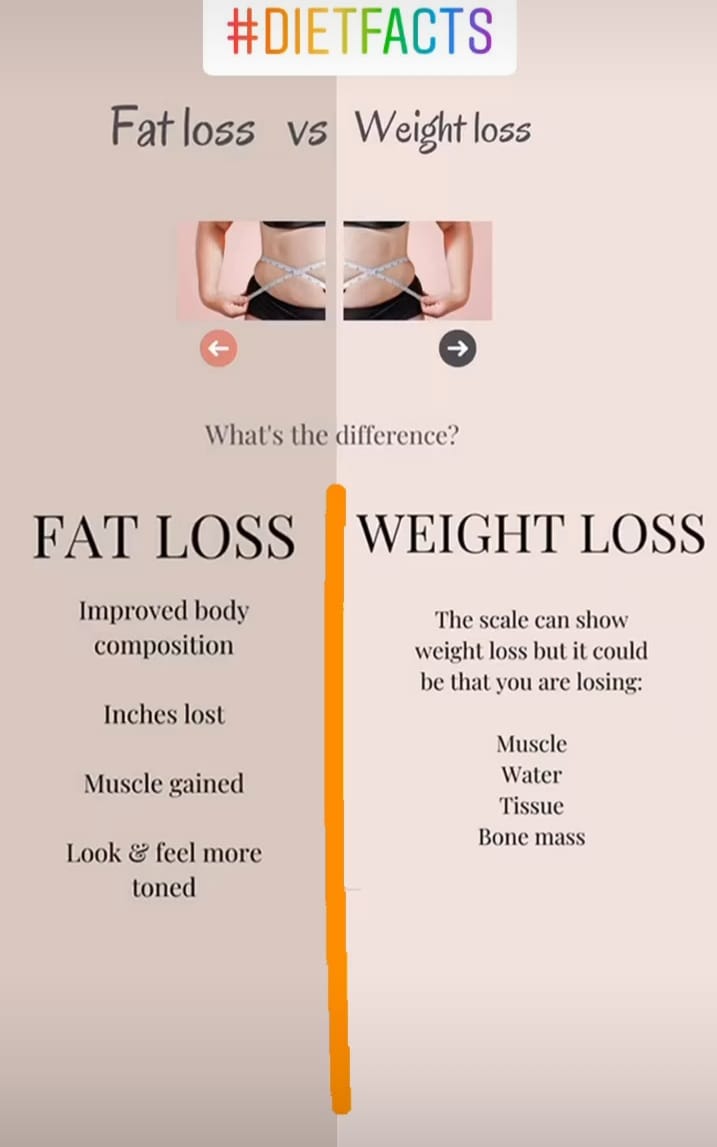 #DIETFACTS
Fat loss vs Weight loss
What's the difference?
FAT LOSS
Improved body
composition
Inches lost
Muscle gained
Look & feel more
toned
WEIGHT LOSS
The scale can show
weight loss but it could
be that you are losing:
Muscle
Water
Tissue
Bone mass